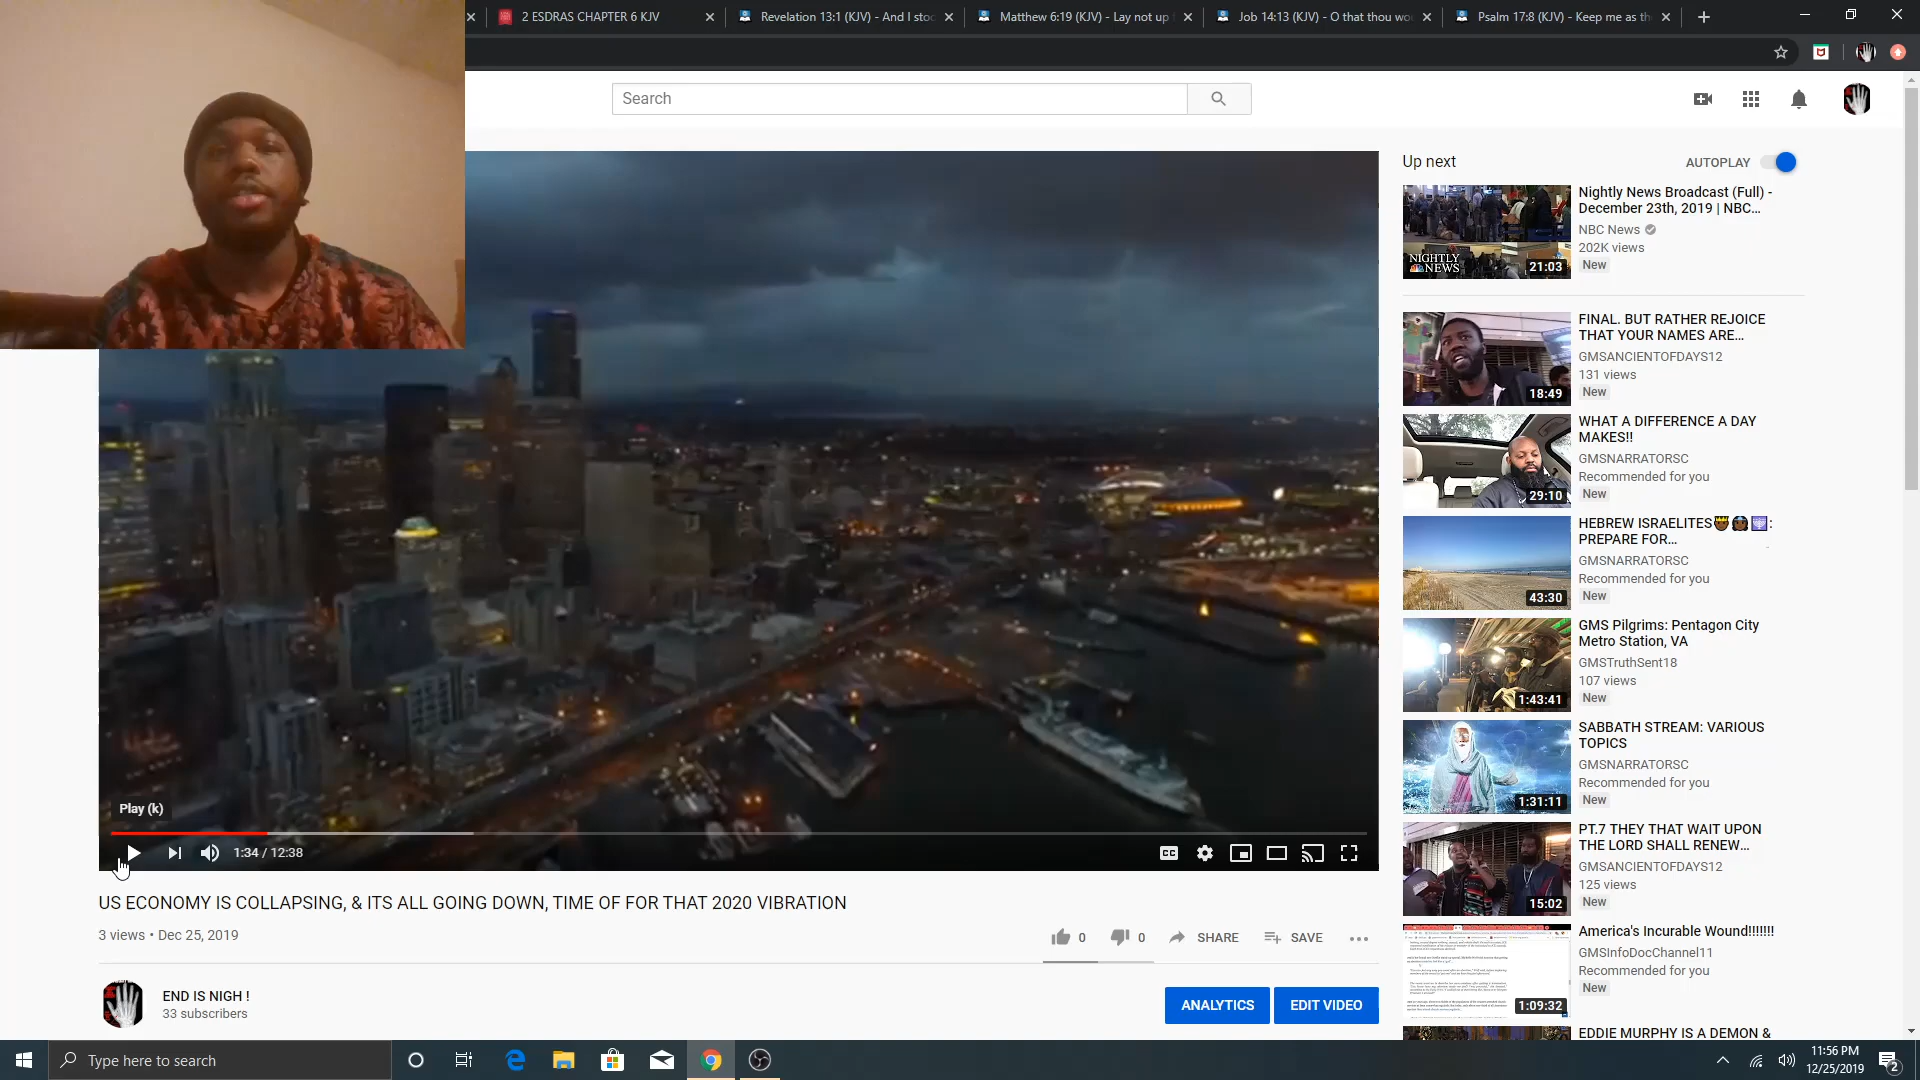 2 ESDRAS CHAPTER 6 KJV
Revelation 13:1 (KJV) - And I stoo
Matthew 6:19 (KJV) - Lay not up
Job 14:13 (KJV) - O that thou wo
Psalm 17:8 (KJV) - Keep me as th
Search
Up next
AUTOPLAY
Nightly News Broadcast (Full) -
December 23th, 2019 | NBC...
NBC News
202K views
New
NIGHTLY
NEWS
21:03
FINAL. BUT RATHER REJOICE
THAT YOUR NAMES ARE...
GMSANCIENTOFDAYS12
131 views
New
18:49
WHAT A DIFFERENCE A DAY
MAKES!!
GMSNARRATORSC
Recommended for you
New
29:10
HEBREW ISRAELITES🤴🏿👸🏿🕎:
PREPARE FOR...
GMSNARRATORSC
Recommended for you
New
43:30
GMS Pilgrims: Pentagon City
Metro Station, VA
GMSTruthSent18
107 views
New
1:43:41
SABBATH STREAM: VARIOUS
TOPICS
GMSNARRATORSC
Recommended for you
New
1:31:11
PT.7 THEY THAT WAIT UPON
THE LORD SHALL RENEW...
GMSANCIENTOFDAYS12
125 views
New
15:02
America's Incurable Wound!!!!!!!
GMSInfoDocChannel11
Recommended for you
New
1:09:32
EDDIE MURPHY IS A DEMON &
Play (k)
1:34 / 12:38
CC
US ECONOMY IS COLLAPSING, & ITS ALL GOING DOWN, TIME OF FOR THAT 2020 VIBRATION
3 views • Dec 25, 2019
0
0
SHARE
SAVE
END IS NIGH !
33 subscribers
ANALYTICS
EDIT VIDEO
Type here to search
11:56 PM
12/25/2019
2